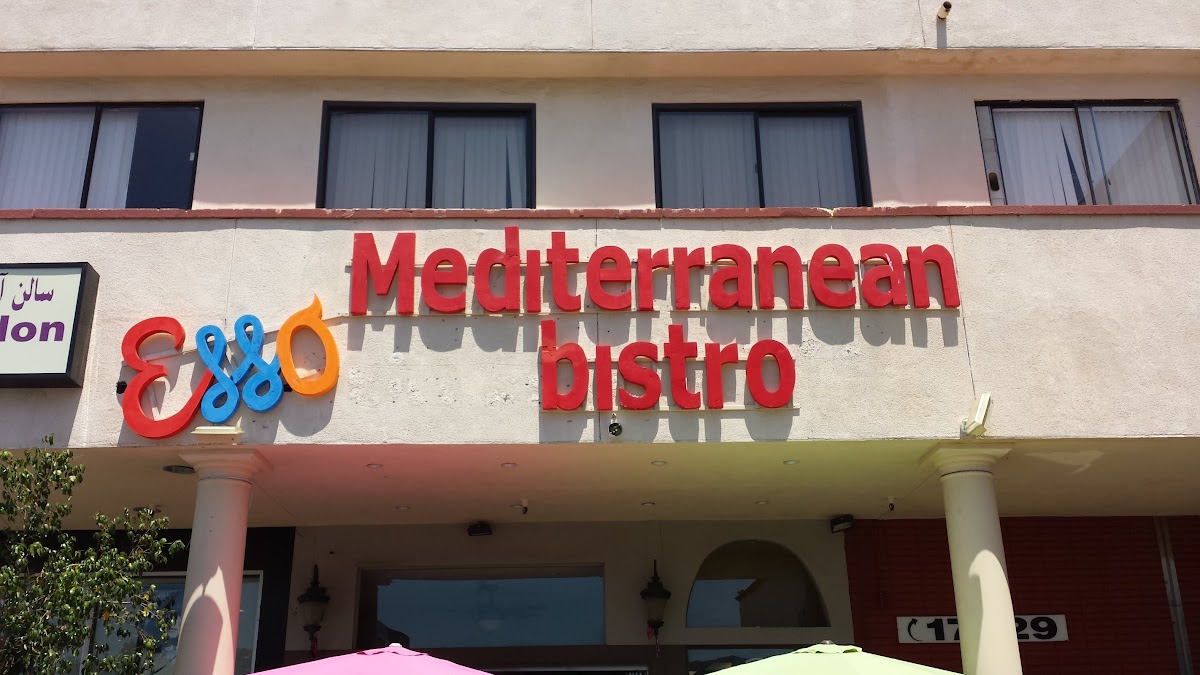 سالن
Esso
Mediterranean
bistro